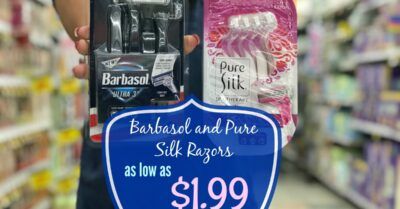 Barbasol
ULTRA 3
Pure
Silk
Barbasol and Pure
Silk Razors
as low as
$1.99